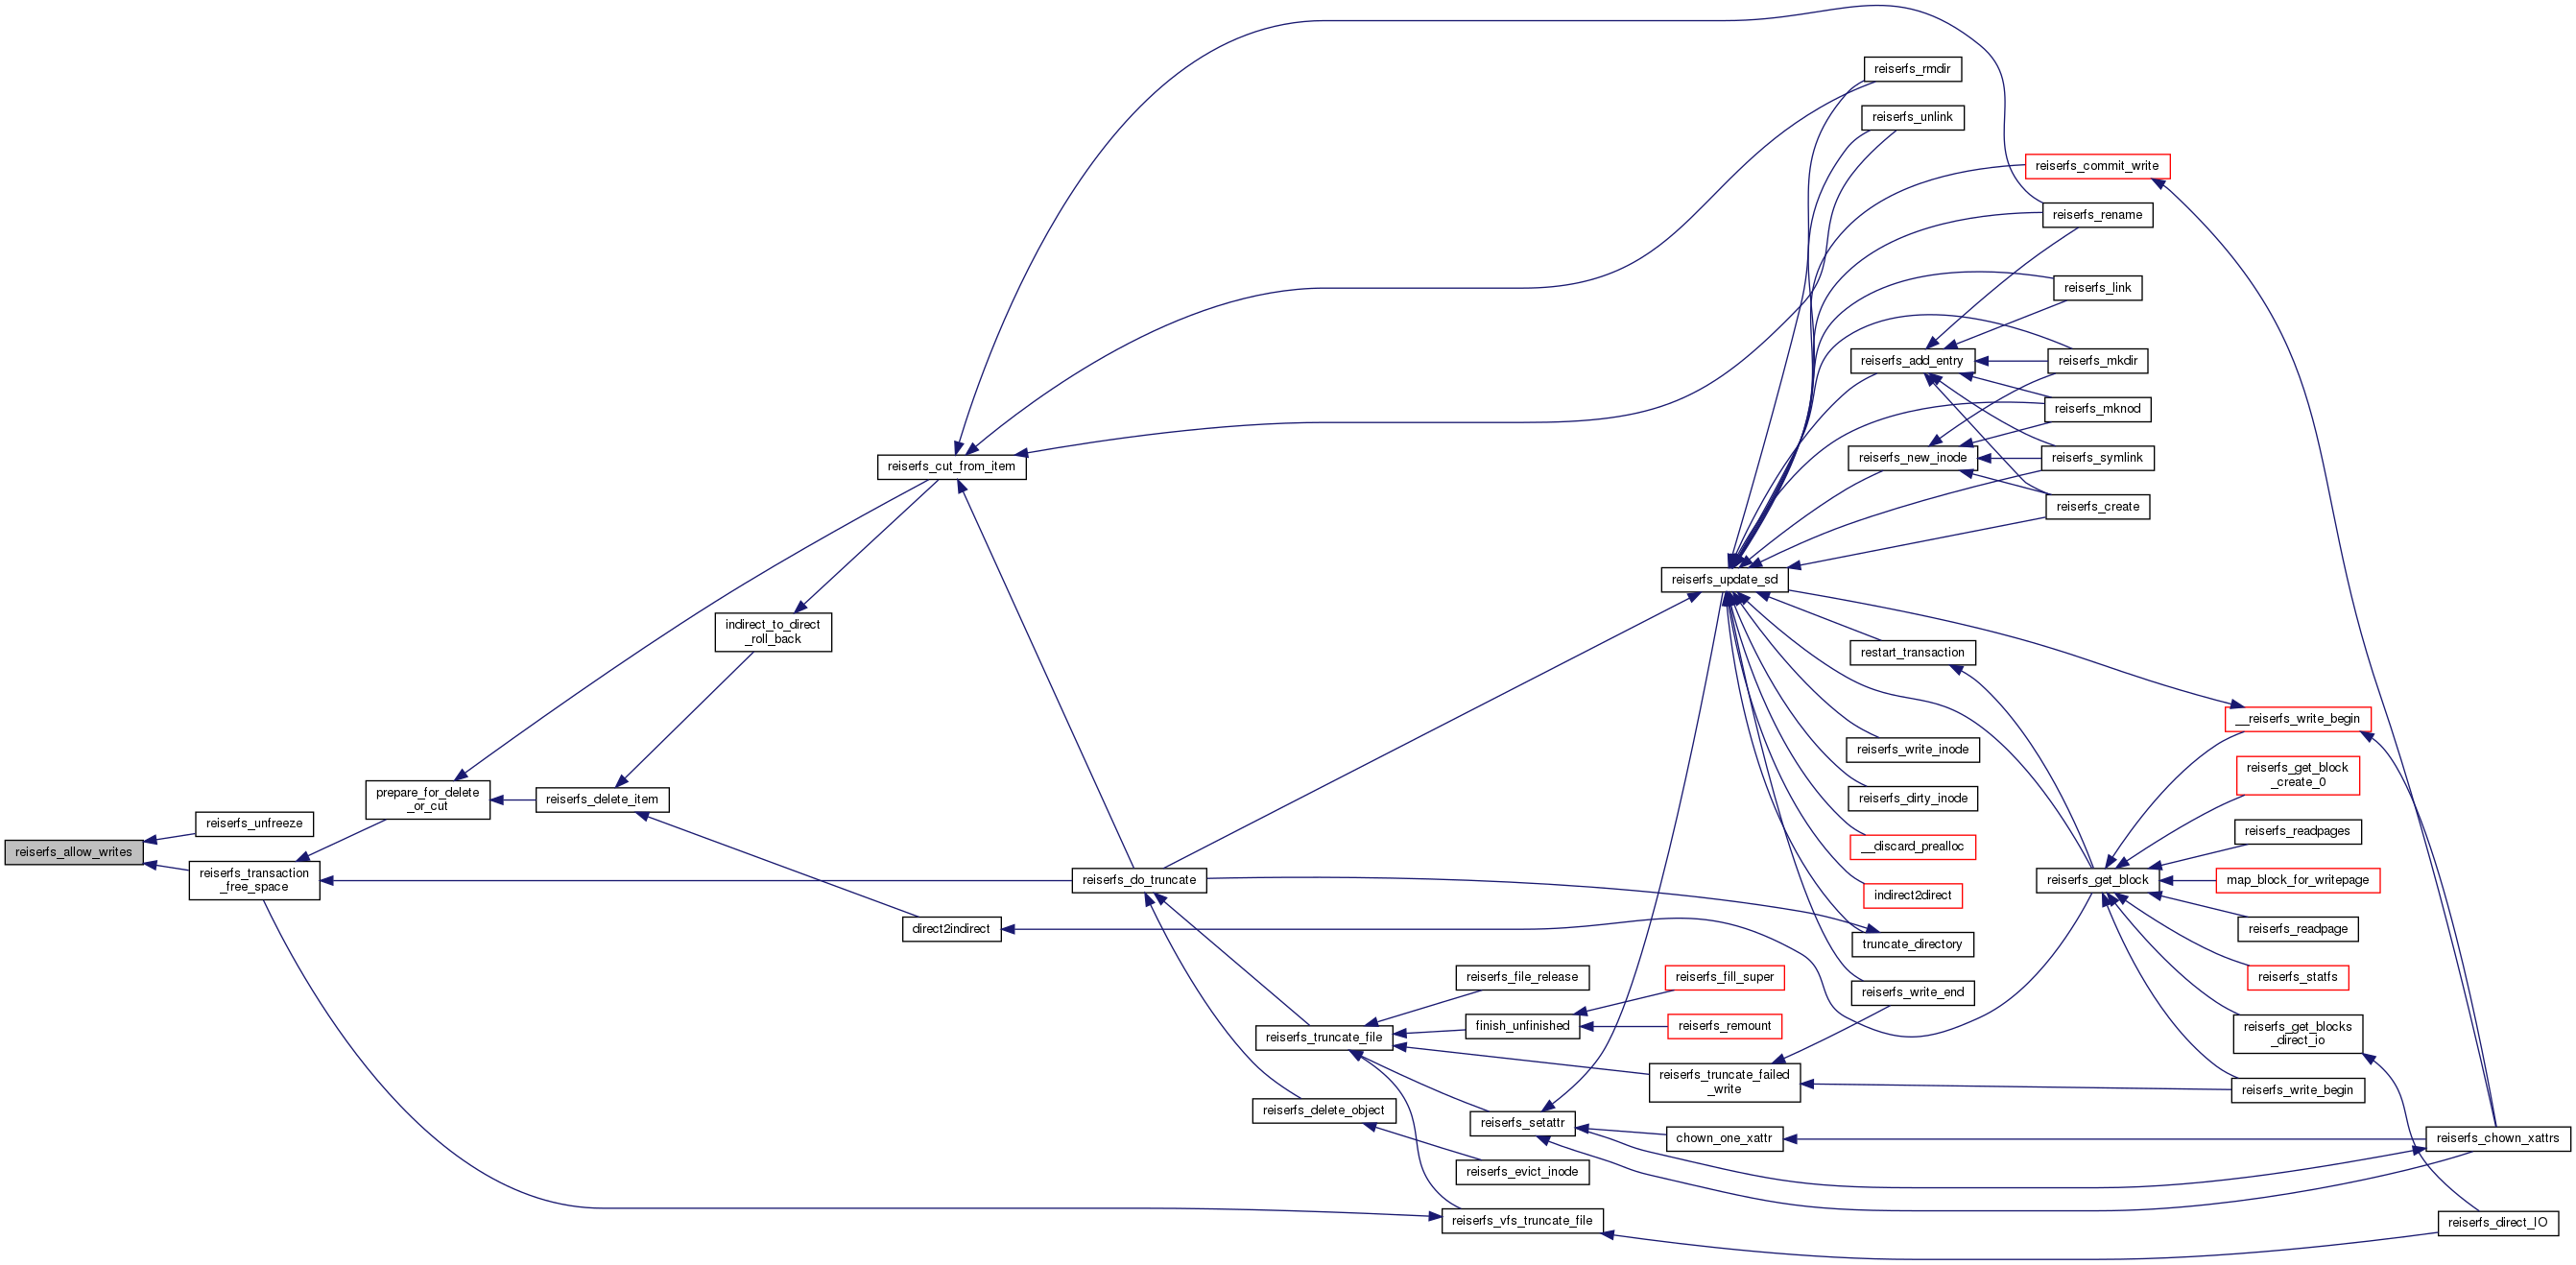 reiserfs_allow_writes
reiserfs_unfreeze
reiserfs_transaction
_free_space
prepare_for_delete
_or_cut
reiserfs_delete_item
indirect_to_direct
_roll_back
reiserfs_cut_from_item
direct2indirect
reiserfs_do_truncate
reiserfs_truncate_file
reiserfs_delete_object
reiserfs_file_release
finish_unfinished
reiserfs_setattr
reiserfs_evict_inode
reiserfs_vfs_truncate_file
reiserfs_update_sd
reiserfs_fill_super
reiserfs_remount
reiserfs_truncate_failed
_write
chown_one_xattr
reiserfs_rmdir
reiserfs_unlink
reiserfs_add_entry
reiserfs_new_inode
restart_transaction
reiserfs_write_inode
reiserfs_dirty_inode
__discard_prealloc
indirect2direct
truncate_directory
reiserfs_write_end
reiserfs_commit_write
reiserfs_rename
reiserfs_link
reiserfs_mkdir
reiserfs_mknod
reiserfs_symlink
reiserfs_create
reiserfs_get_block
__reiserfs_write_begin
reiserfs_get_block
_create_0
reiserfs_readpages
map_block_for_writepage
reiserfs_readpage
reiserfs_statfs
reiserfs_get_blocks
_direct_io
reiserfs_write_begin
reiserfs_chown_xattrs
reiserfs_direct_IO